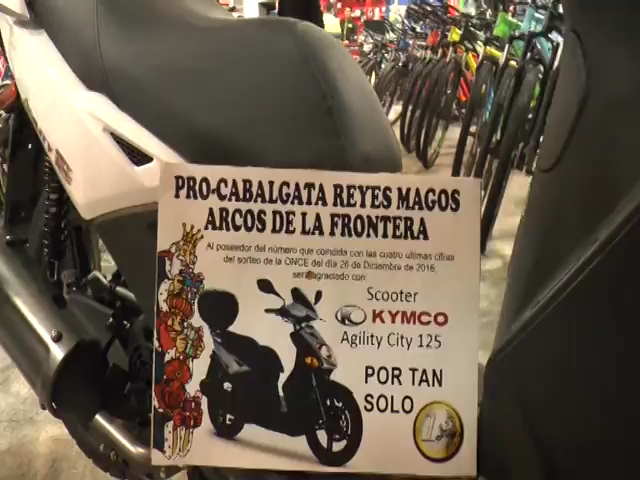 PRO-CABALGATA REYES MAGOS
ARCOS DE LA FRONTERA
Al poseedor del número que coincida con las cuatro últimas cifras
del sorteo de la ONCE del día 26 de Diciembre de 2016,
será agraciado con:
Scooter
KYMCO
Agility City 125
POR TAN
SOLO